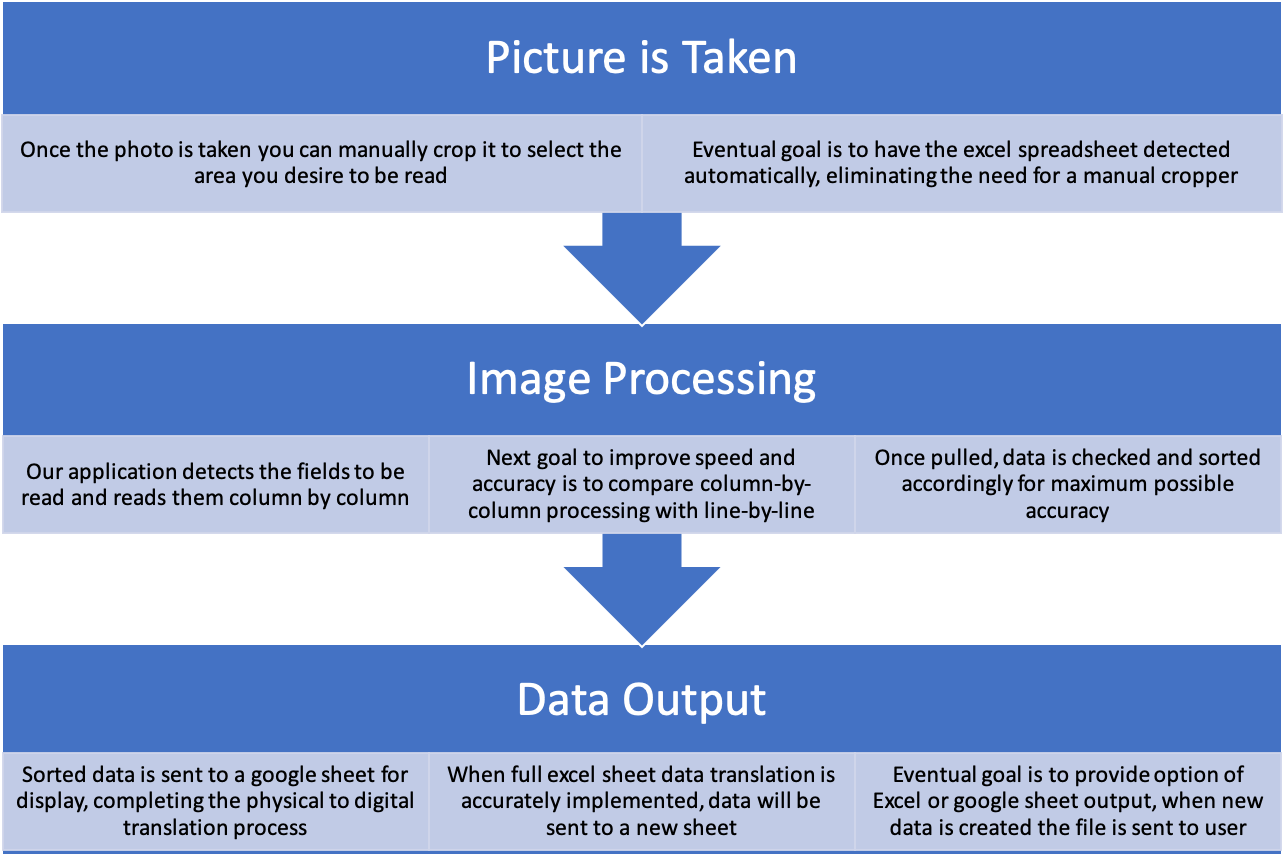 Picture is Taken
Once the photo is taken you can manually crop it to select the
area you desire to be read
Eventual goal is to have the excel spreadsheet detected
automatically, eliminating the need for a manual cropper
Image Processing
Our application detects the fields to be
read and reads them column by column
Next goal to improve speed and
accuracy is to compare column-by-
column processing with line-by-line
Once pulled, data is checked and sorted
accordingly for maximum possible
accuracy
Data Output
Sorted data is sent to a google sheet for
display, completing the physical to digital
translation process
When full excel sheet data translation is
accurately implemented, data will be
sent to a new sheet
Eventual goal is to provide option of
Excel or google sheet output, when new
data is created the file is sent to user